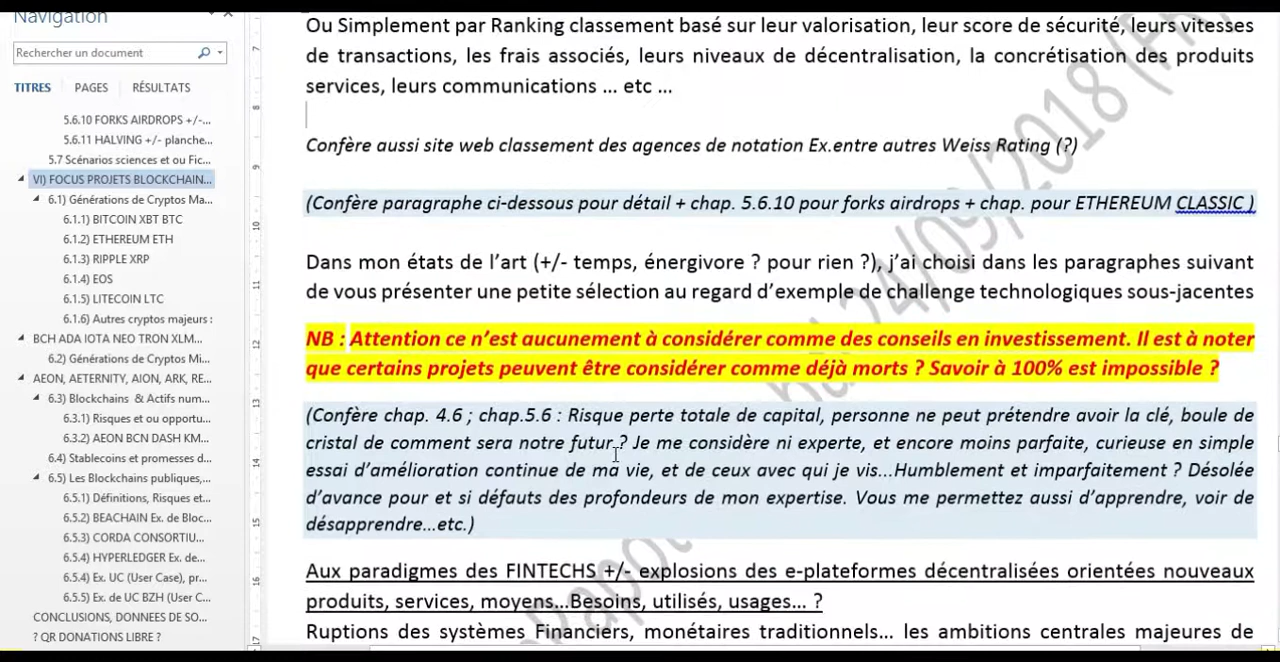 Navigation
Rechercher un document
TITRES PAGES RÉSULTATS
5.6.10 FORKS AIRDROPS +/-...
5.6.11 HALVING +/- planche...
5.7 Scénarios sciences et ou Fic...
VI) FOCUS PROJETS BLOCKCHAIN...
6.1) Générations de Cryptos Ma...
6.1.1) BITCOIN XBT BTC
6.1.2) ETHEREUM ETH
6.1.3) RIPPLE XRP
6.1.4) EOS
6.1.5) LITECOIN LTC
6.1.6) Autres cryptos majeurs :
BCH ADA IOTA NEO TRON XLM...
6.2) Générations de Cryptos Mi...
AEON, AETERNITY, AION, ARK, RE...
6.3) Blockchains & Actifs num...
6.3.1) Risques et ou opportu...
6.3.2) AEON BCN DASH KM...
6.4) Stablecoins et promesses d...
6.5) Les Blockchains publiques,...
6.5.1) Définitions, Risques et...
6.5.2) BEACHAIN Ex. de Bloc...
6.5.3) CORDA CONSORTIU...
6.5.4) HYPERLEDGER Ex. de...
6.5.4) Ex. UC (User Case), pr...
6.5.5) Ex. de UC BZH (User C...
CONCLUSIONS, DONNEES DE SO...
? QR DONATIONS LIBRE ?
7
8
9
10
11
12
13
14
15
16
17
Ou Simplement par Ranking classement basé sur leur valorisation, leur score de sécurité, leurs vitesses
de transactions, les frais associés, leurs niveaux de décentralisation, la concrétisation des produits
services, leurs communications ... etc ...
Confère aussi site web classement des agences de notation Ex.entre autres Weiss Rating (?)
(Confère paragraphe ci-dessous pour détail + chap. 5.6.10 pour forks airdrops + chap. pour ETHEREUM CLASSIC )
Dans mon états de l'art (+/- temps, énergivore ? pour rien ?), j'ai choisi dans les paragraphes suivant
de vous présenter une petite sélection au regard d'exemple de challenge technologiques sous-jacentes
NB : Attention ce n'est aucunement à considérer comme des conseils en investissement. Il est à noter
que certains projets peuvent être considérer comme déjà morts ? Savoir à 100% est impossible ?
(Confère chap. 4.6 ; chap.5.6 : Risque perte totale de capital, personne ne peut prétendre avoir la clé, boule de
cristal de comment sera notre futur ? Je me considère ni experte, et encore moins parfaite, curieuse en simple
essai d'amélioration continue de ma vie, et de ceux avec qui je vis...Humblement et imparfaitement ? Désolée
d'avance pour et si défauts des profondeurs de mon expertise. Vous me permettez aussi d'apprendre, voir de
désapprendre...etc.)
Aux paradigmes des FINTECHS +/- explosions des e-plateformes décentralisées orientées nouveaux
produits, services, moyens...Besoins, utilisés, usages... ?
Ruptions des systèmes Financiers, monétaires traditionnels... les ambitions centrales majeures de
24/09/2018